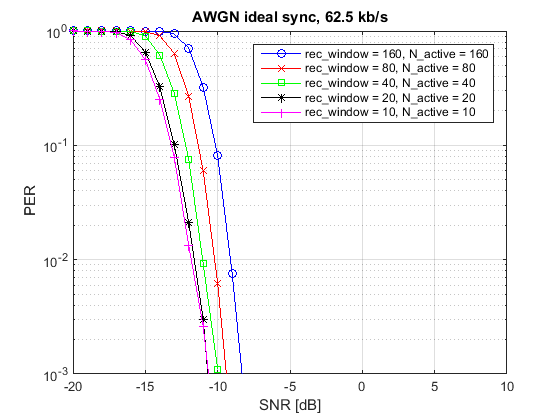 AWGN ideal sync, 62.5 kb/s
rec_window = 160, N_active = 160
rec_window = 80, N_active = 80
rec_window = 40, N_active = 40
rec_window = 20, N_active = 20
rec_window = 10, N_active = 10
PER
10^0
10^-1
10^-2
10^-3
-20 -15 -10 -5 0 5 10
SNR [dB]